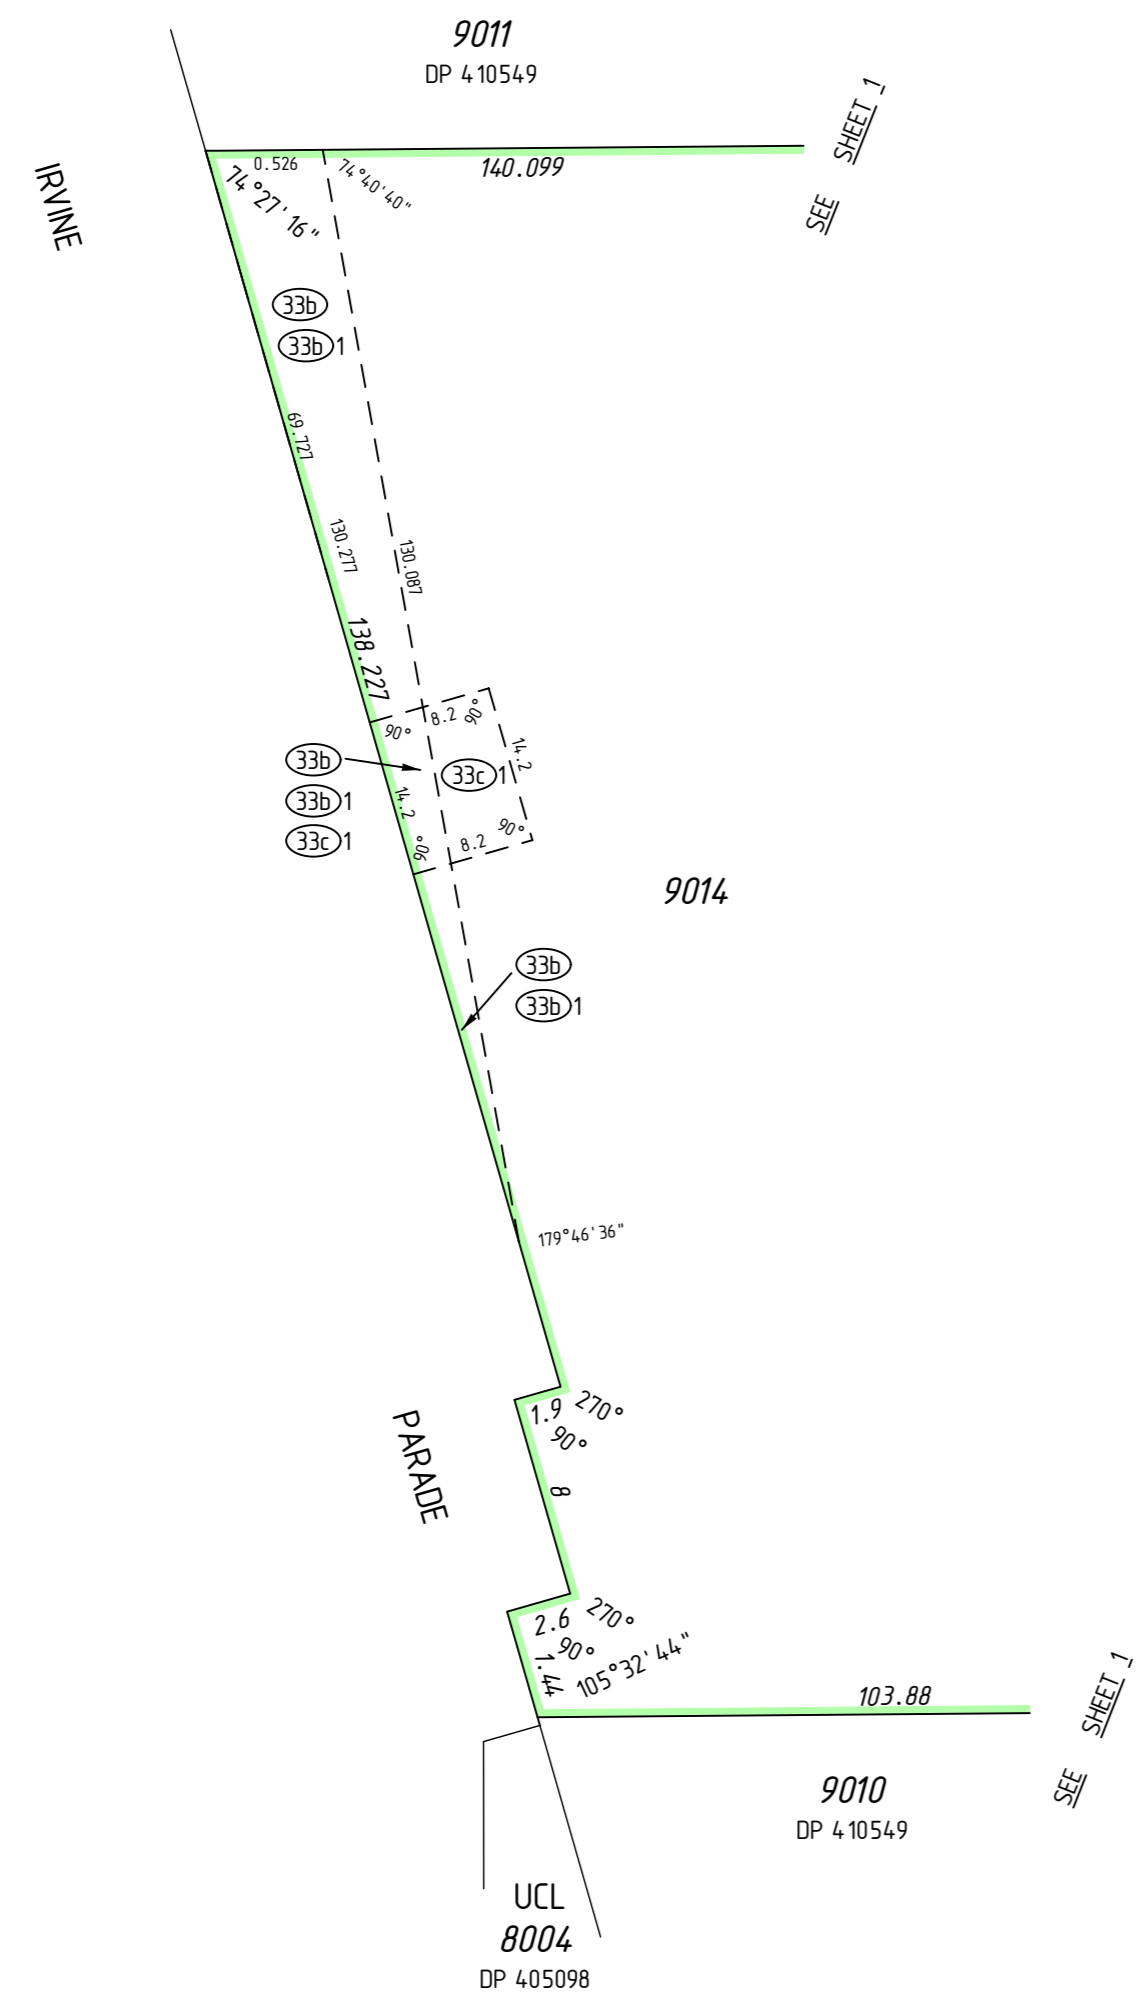 9011
DP 410549
SEE SHEET 1
IRVINE
0.526
140.099
74°27'16"
74°40'40"
33b
33b 1
69.727
130.277
130.087
138.227
90°
8.2
90°
14.2
33b
33b 1
33c 1
33c 1
14.2
90°
8.2
90°
9014
33b
33b 1
179°46'36"
PARADE
1.9
270°
90°
8
2.6
270°
90°
1.44
105°32'44"
103.88
SEE SHEET 1
9010
DP 410549
UCL
8004
DP 405098